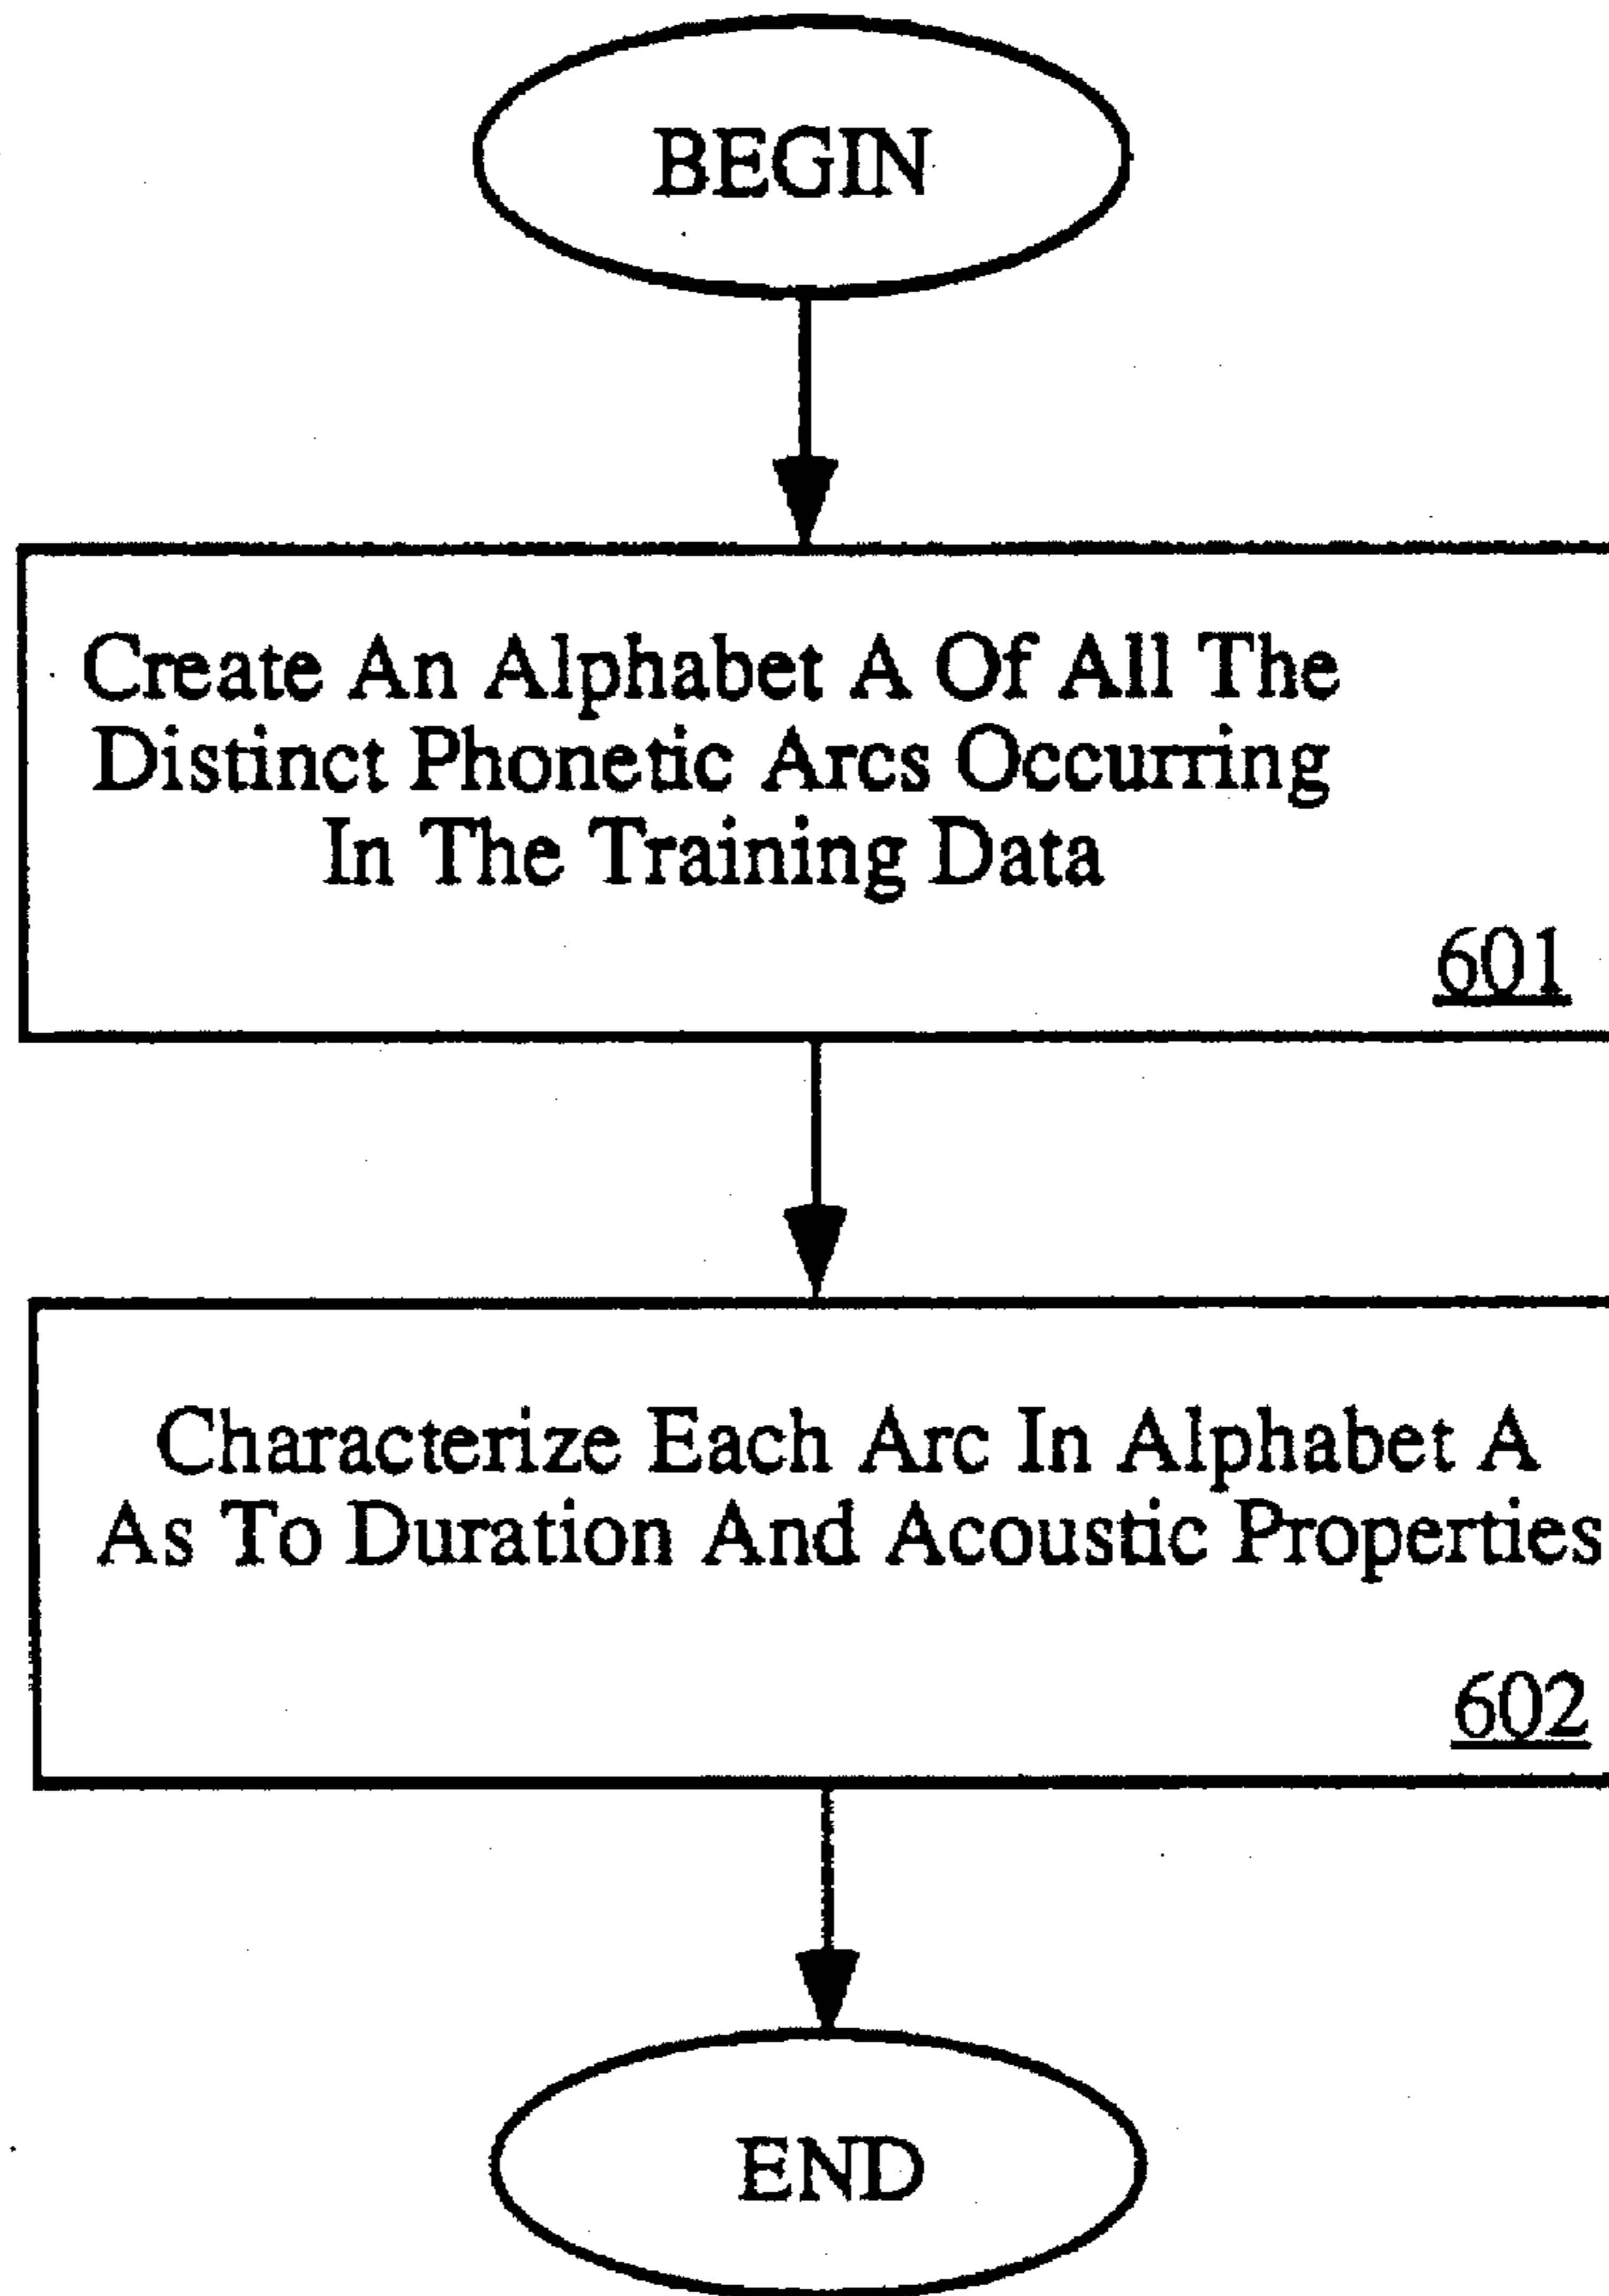 BEGIN
Create An Alphabet A Of All The
Distinct Phonetic Arcs Occurring
In The Training Data
601
Characterize Each Arc In Alphabet A
As To Duration And Acoustic Properties
602
END